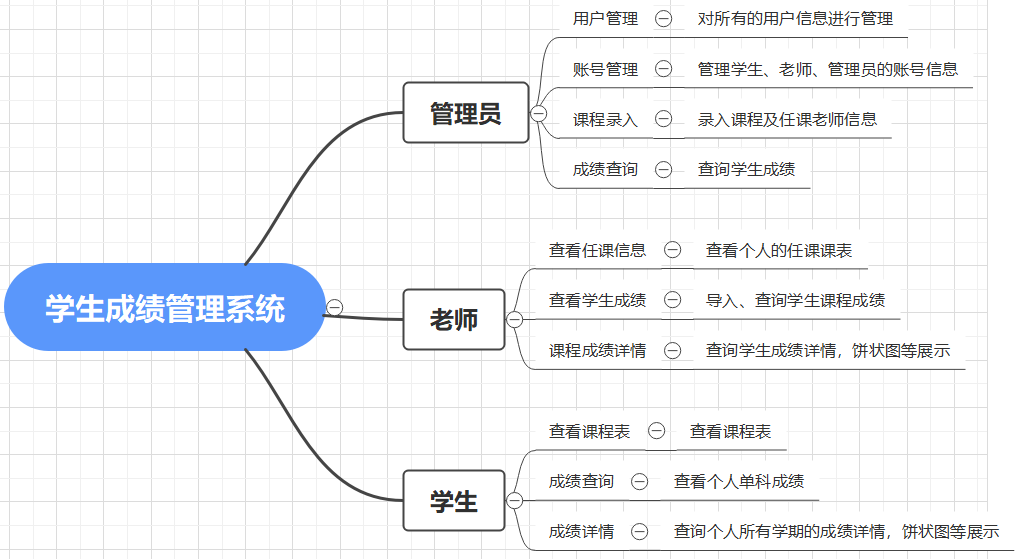 学生成绩管理系统
管理员
用户管理 对所有的用户信息进行管理
账号管理 管理学生、老师、管理员的账号信息
课程录入 录入课程及任课老师信息
成绩查询 查询学生成绩
老师
查看任课信息 查看个人的任课课表
查看学生成绩 导入、查询学生课程成绩
课程成绩详情 查询学生成绩详情，饼状图等展示
学生
查看课程表 查看课程表
成绩查询 查看个人单科成绩
成绩详情 查询个人所有学期的成绩详情，饼状图等展示